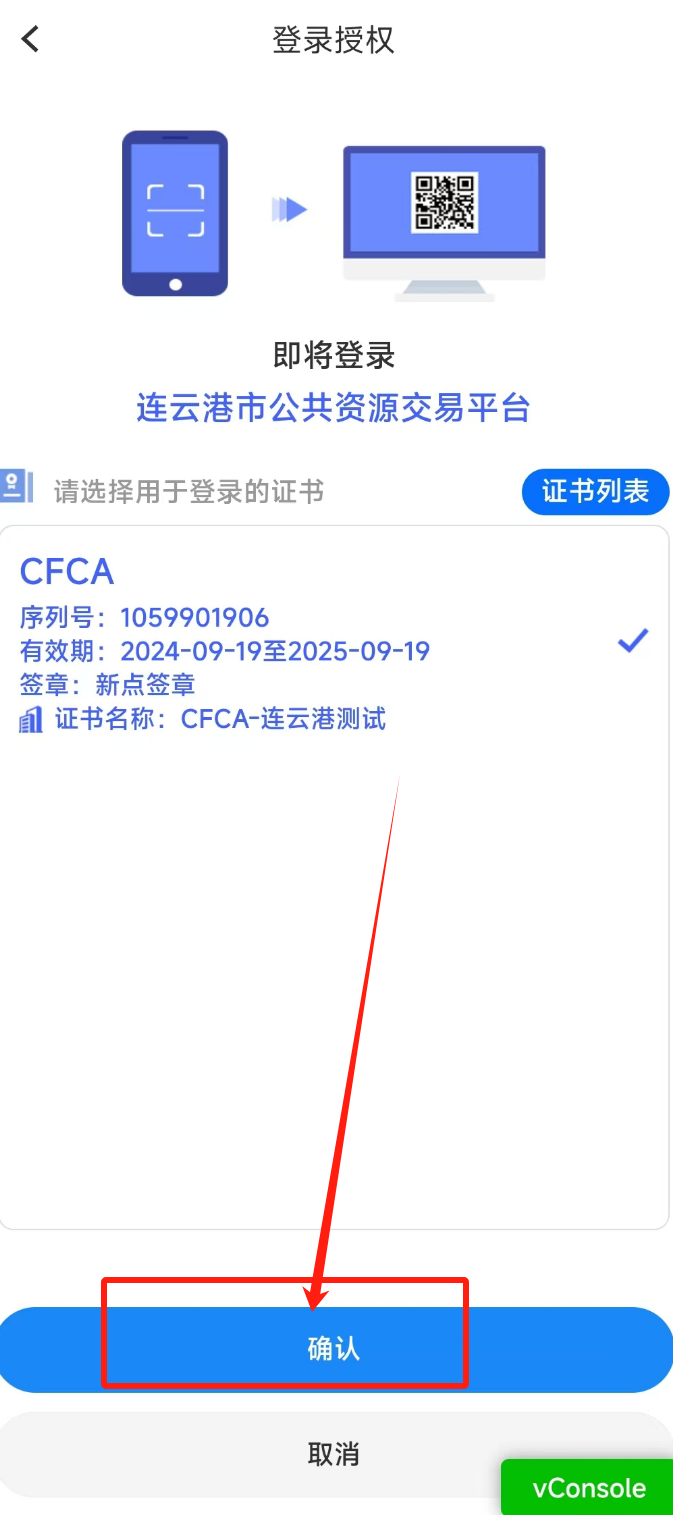 登录授权
即将登录
连云港市公共资源交易平台
请选择用于登录的证书
证书列表
CFCA
序列号：1059901906
有效期：2024-09-19至2025-09-19
签章：新点签章
证书名称：CFCA-连云港测试
确认
取消
vConsole